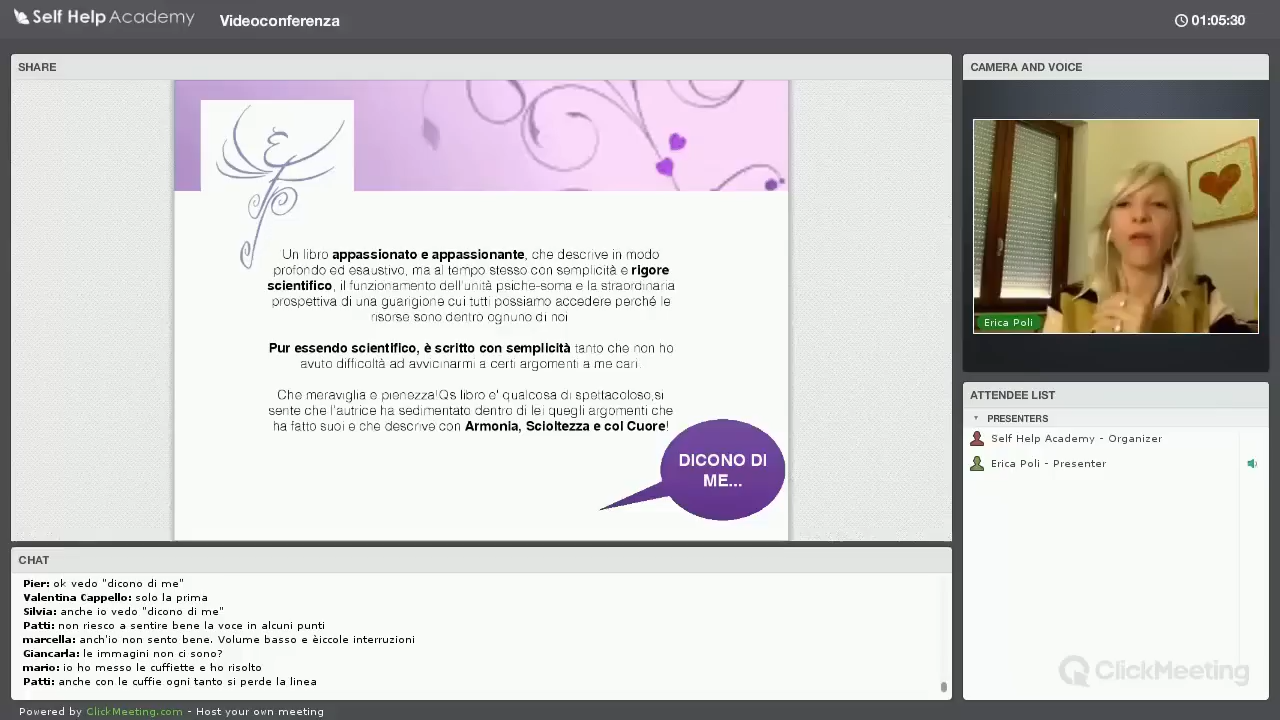 Self Help Academy
Videoconferenza
01:05:30
SHARE
Un libro appassionato e appassionante, che descrive in modo
profondo ed esaustivo, ma al tempo stesso con semplicità e rigore
scientifico, il funzionamento dell'unità psiche-soma e la straordinaria
prospettiva di una guarigione cui tutti possiamo accedere perché le
risorse sono dentro ognuno di noi
Pur essendo scientifico, è scritto con semplicità tanto che non ho
avuto difficoltà ad avvicinarmi a certi argomenti a me cari.
Che meraviglia e pienezza!Qs libro e' qualcosa di spettacoloso,si
sente che l'autrice ha sedimentato dentro di lei quegli argomenti che
ha fatto suoi e che descrive con Armonia, Scioltezza e col Cuore!
DICONO DI
ME...
CAMERA AND VOICE
Erica Poli
ATTENDEE LIST
PRESENTERS
Self Help Academy - Organizer
Erica Poli - Presenter
ClickMeeting
CHAT
Pier: ok vedo "dicono di me"
Valentina Cappello: solo la prima
Silvia: anche io vedo "dicono di me"
Patti: non riesco a sentire bene la voce in alcuni punti
marcella: anch'io non sento bene. Volume basso e èiccole interruzioni
Giancarla: le immagini non ci sono?
mario: io ho messo le cuffiette e ho risolto
Patti: anche con le cuffie ogni tanto si perde la linea
Powered by ClickMeeting.com - Host your own meeting